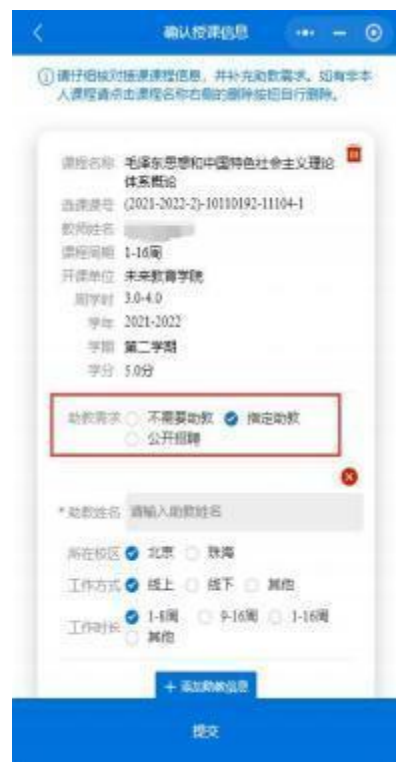 确认授课信息
请仔细核对授课课程信息，并补充助教需求。如有非本
人课程请点击课程名称右侧的删除按钮自行删除。
课程名称 毛泽东思想和中国特色社会主义理论
体系概论
选课课号 (2021-2022-2)-10110192-11104-1
教师姓名
课程周期 1-16周
开课单位 未来教育学院
周学时 3.0-4.0
学年 2021-2022
学期 第二学期
学分 5.0分
助教需求 不需要助教 指定助教
公开招聘
*助教姓名 请输入助教姓名
所在校区 北京 珠海
工作方式 线上 线下 其他
工作时长 1-8周 9-16周 1-16周
其他
+ 添加助教信息
提交